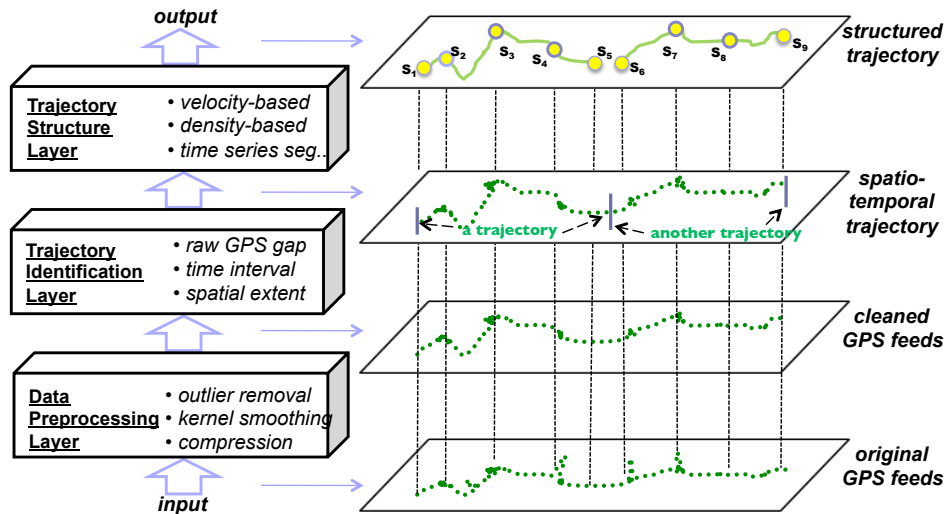 output
structured
trajectory
S1
S2
S3
S4
S5
S6
S7
S8
S9
Trajectory
Structure
Layer
• velocity-based
• density-based
• time series seg..
spatio-
temporal
trajectory
a trajectory
another trajectory
Trajectory
Identification
Layer
• raw GPS gap
• time interval
• spatial extent
cleaned
GPS feeds
Data
Preprocessing
Layer
• outlier removal
• kernel smoothing
• compression
original
GPS feeds
input